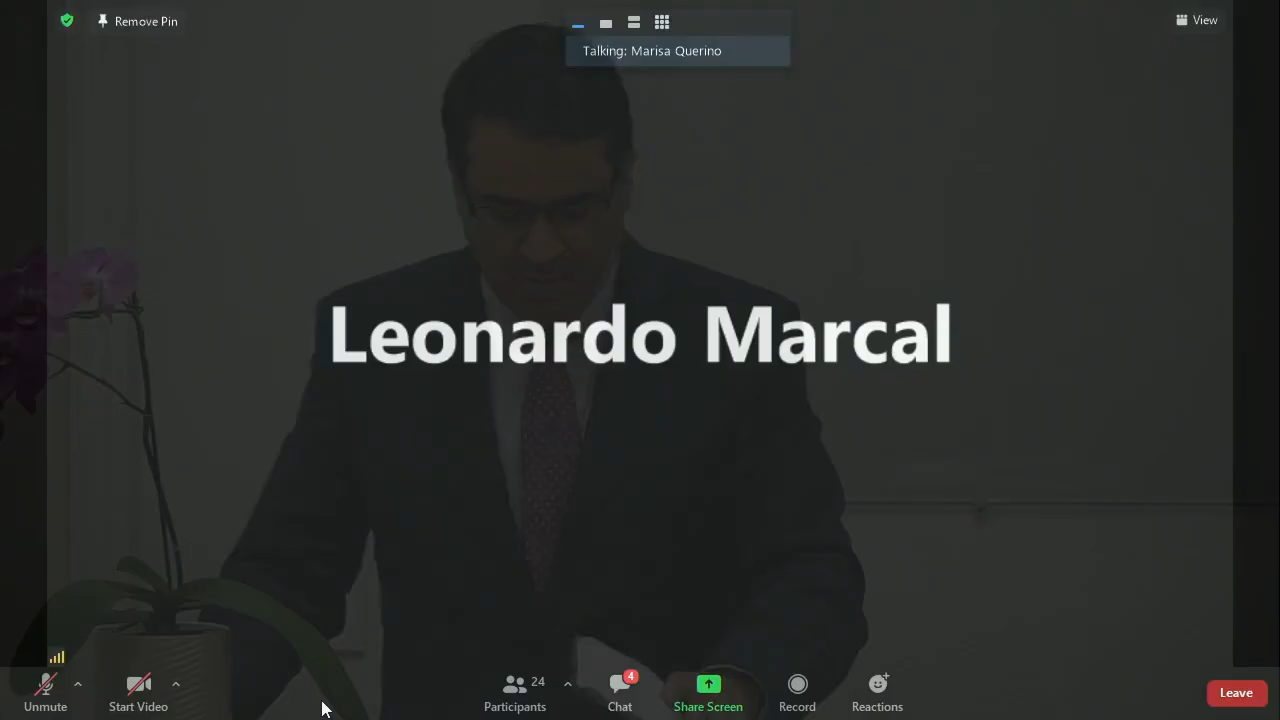 Remove Pin
View
Talking: Marisa Querino
Leonardo Marcal
Unmute
Start Video
24
Participants
4
Chat
Share Screen
Record
Reactions
Leave